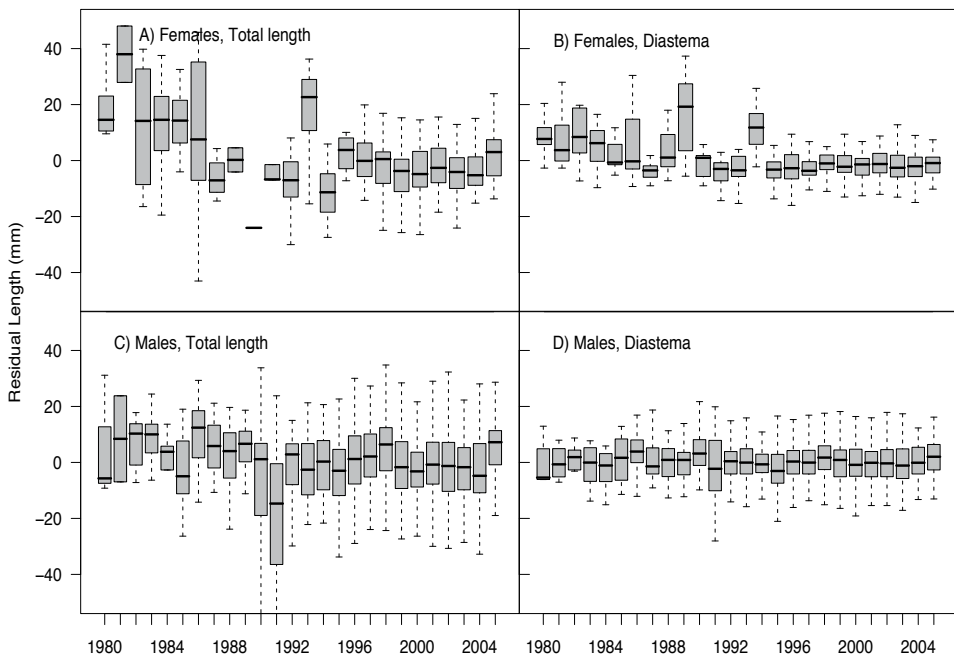 A) Females, Total length
B) Females, Diastema
40
20
0
−20
−40
C) Males, Total length
D) Males, Diastema
40
20
0
−20
−40
Residual Length (mm)
1980 1984 1988 1992 1996 2000 2004
1980 1984 1988 1992 1996 2000 2004